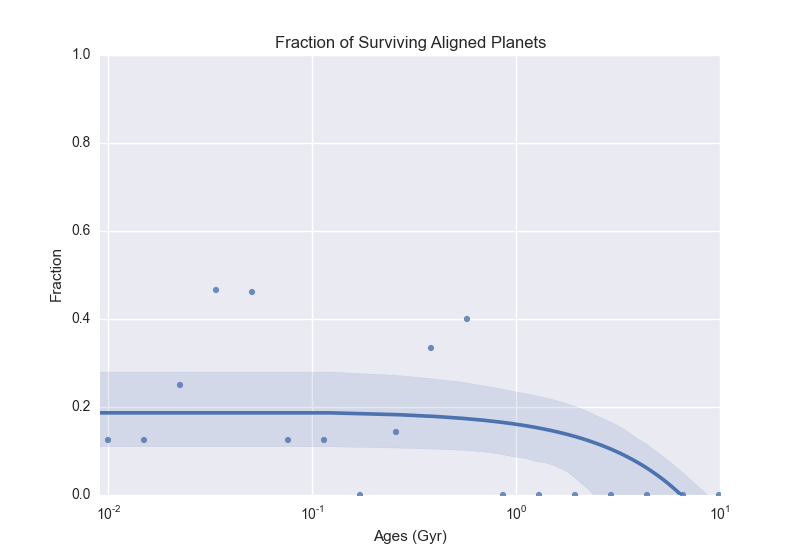 Fraction of Surviving Aligned Planets
1.0
0.8
0.6
0.4
0.2
0.0
Fraction
10⁻² 10⁻¹ 10⁰ 10¹
Ages (Gyr)